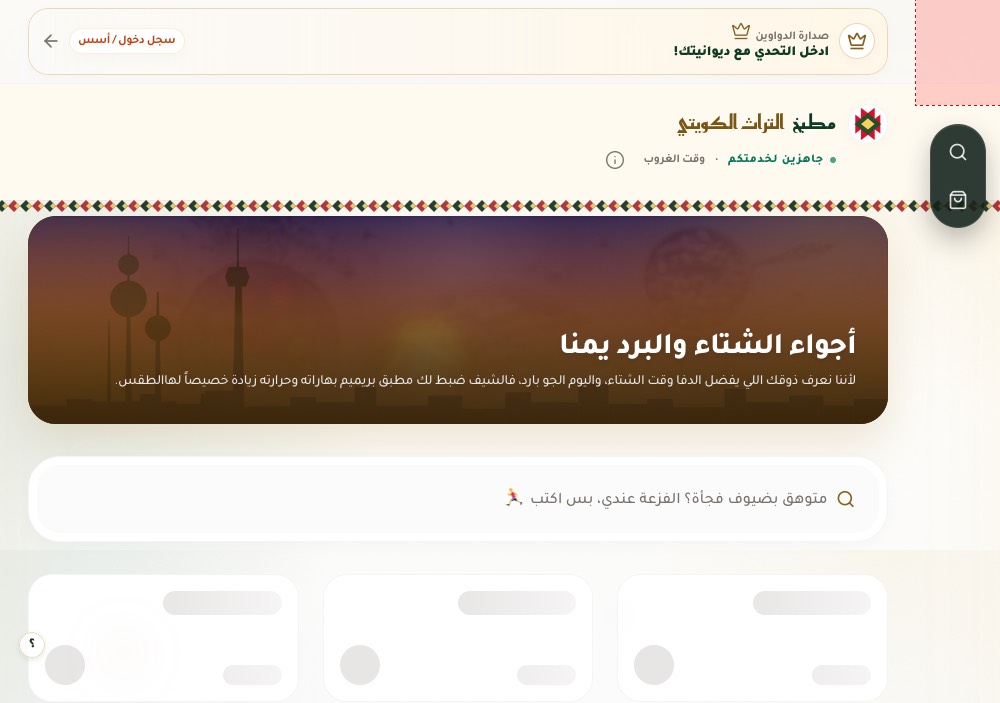 صدارة الدواوين
ادخل التحدي مع ديوانيتك!
سجل دخول / أسس
مطبخ التراث الكويتي
جاهزين لخدمتكم · وقت الغروب
أجواء الشتاء والبرد يمنا
لأننا نعرف ذوقك اللي يفضل الدفا وقت الشتاء، واليوم الجو بارد، فالشيف ضبط لك مطبق بريميم بهاراته وحرارته زيادة خصيصاً لهاالطقس.
متوهق بضيوف فجأة؟ الفزعة عندي، بس اكتب 🏃
؟